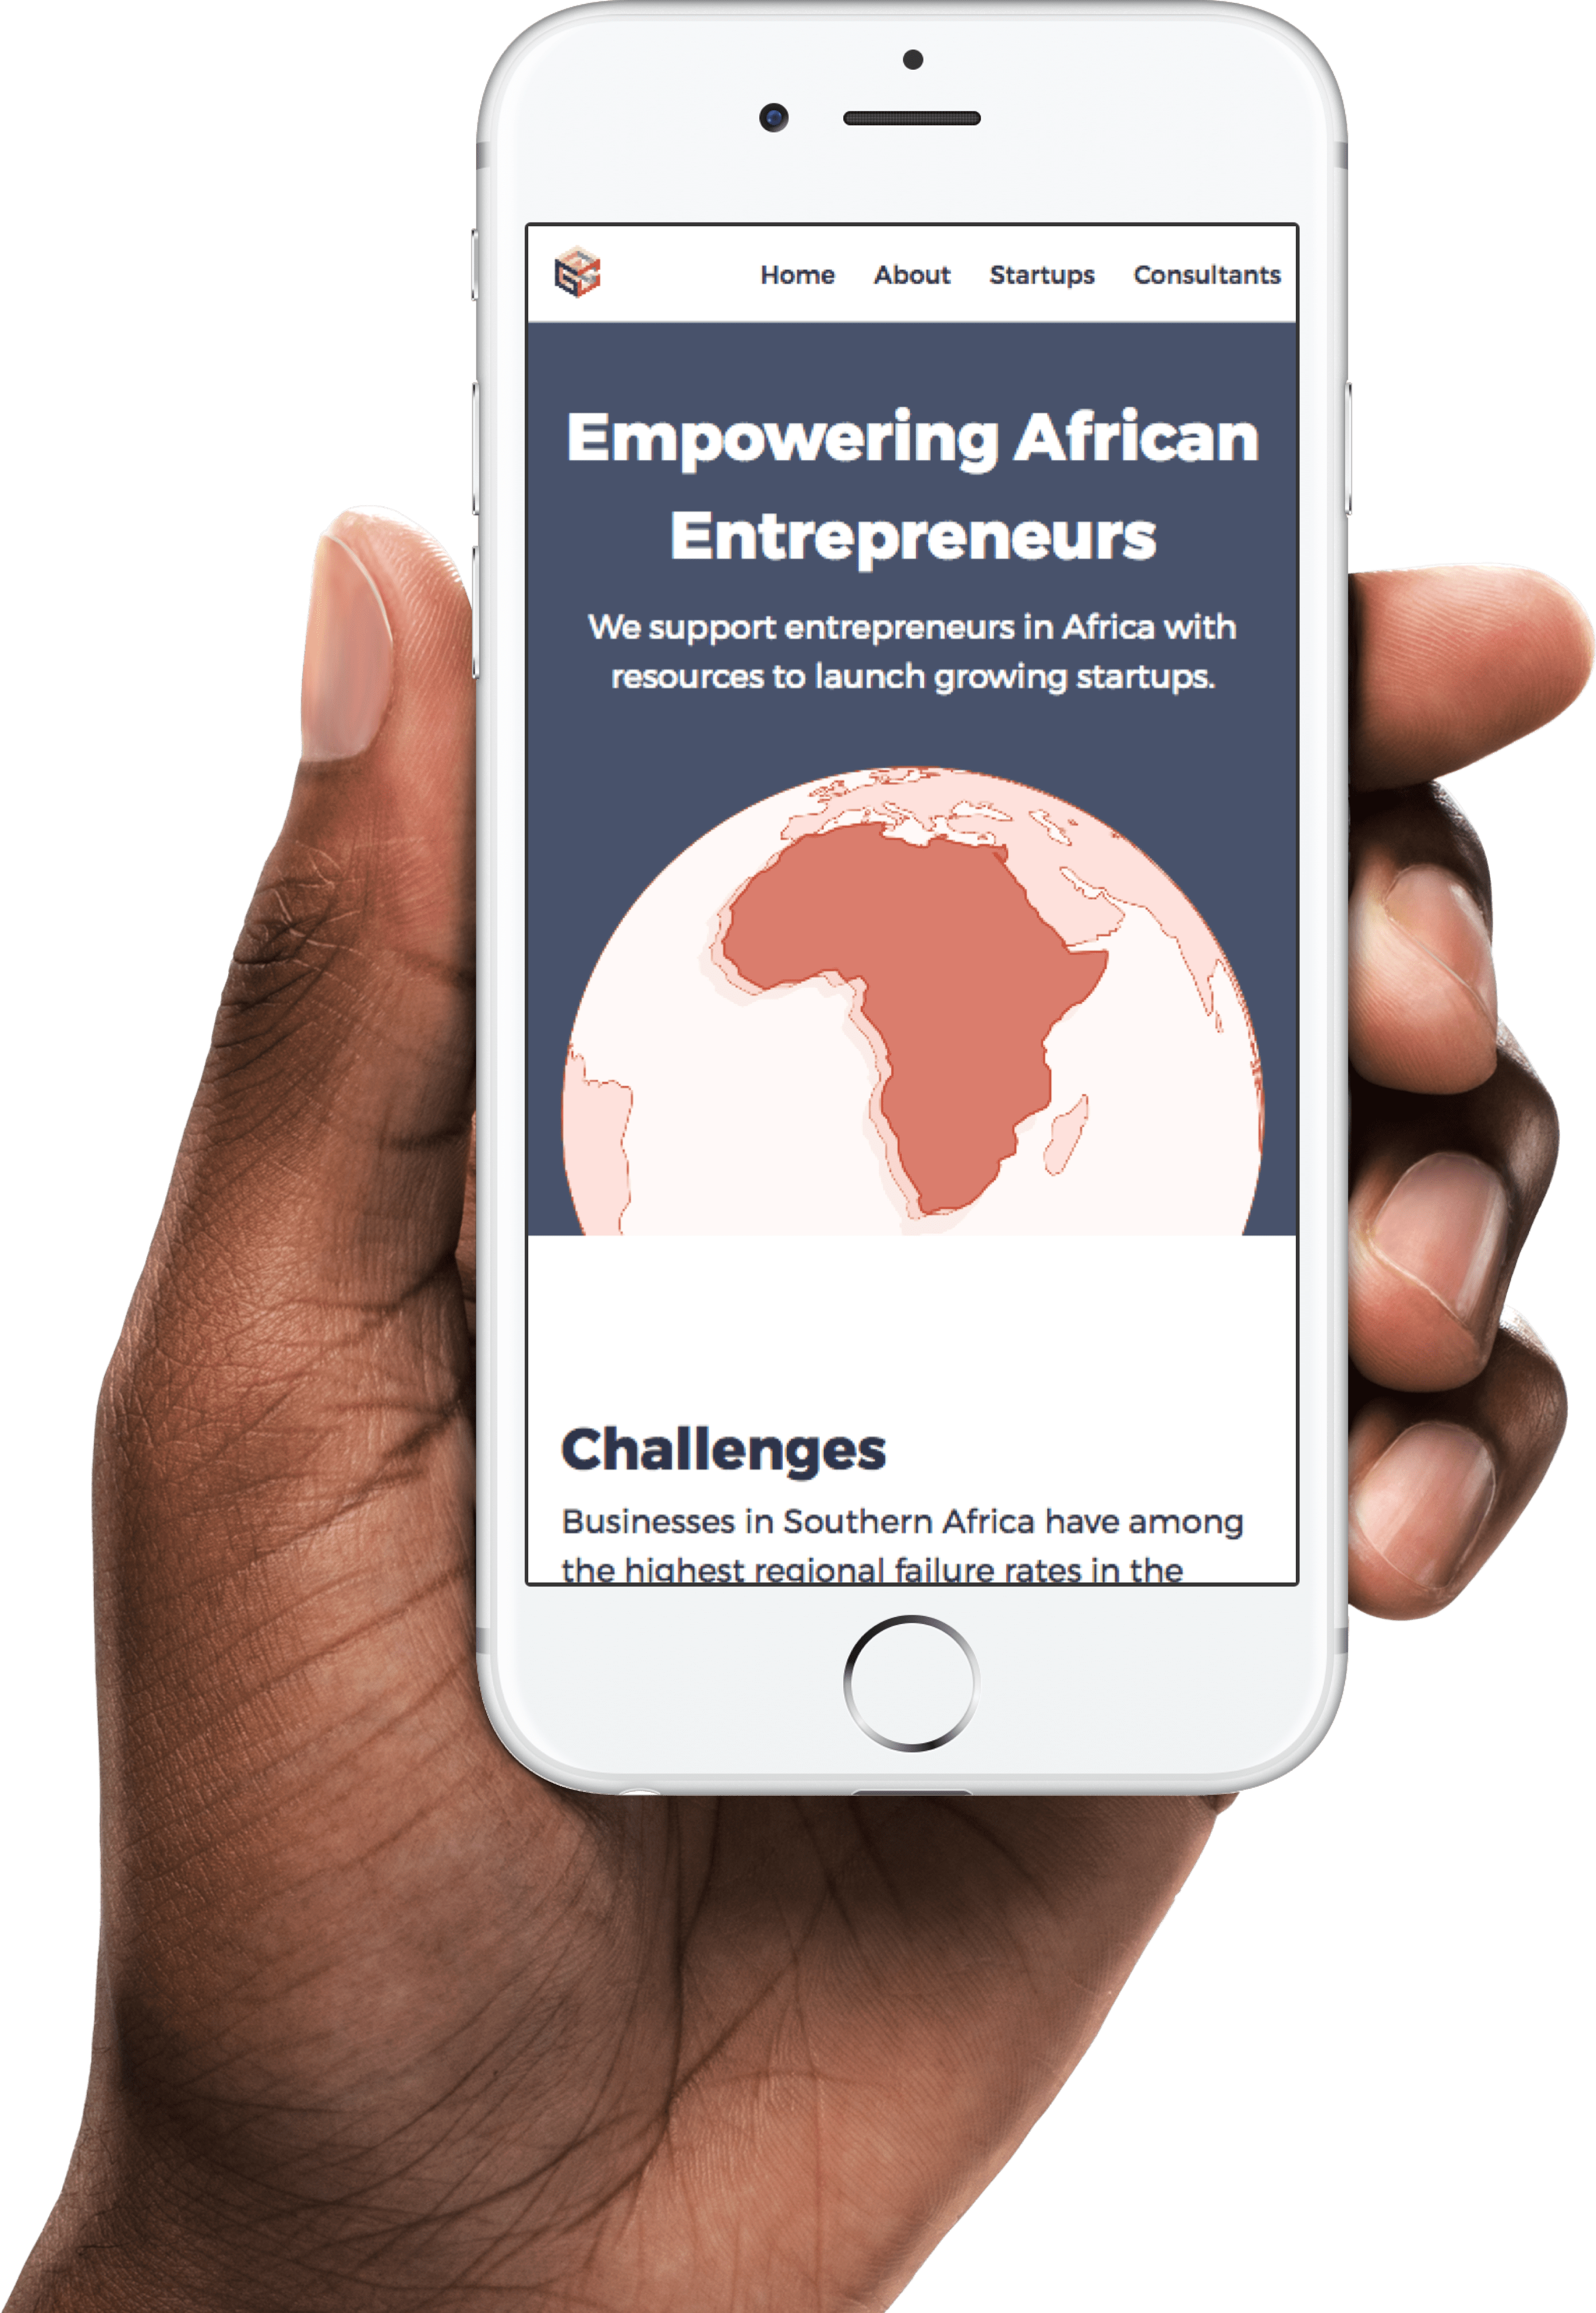 Home About Startups Consultants
Empowering African
Entrepreneurs
We support entrepreneurs in Africa with
resources to launch growing startups.
Challenges
Businesses in Southern Africa have among
the highest regional failure rates in the